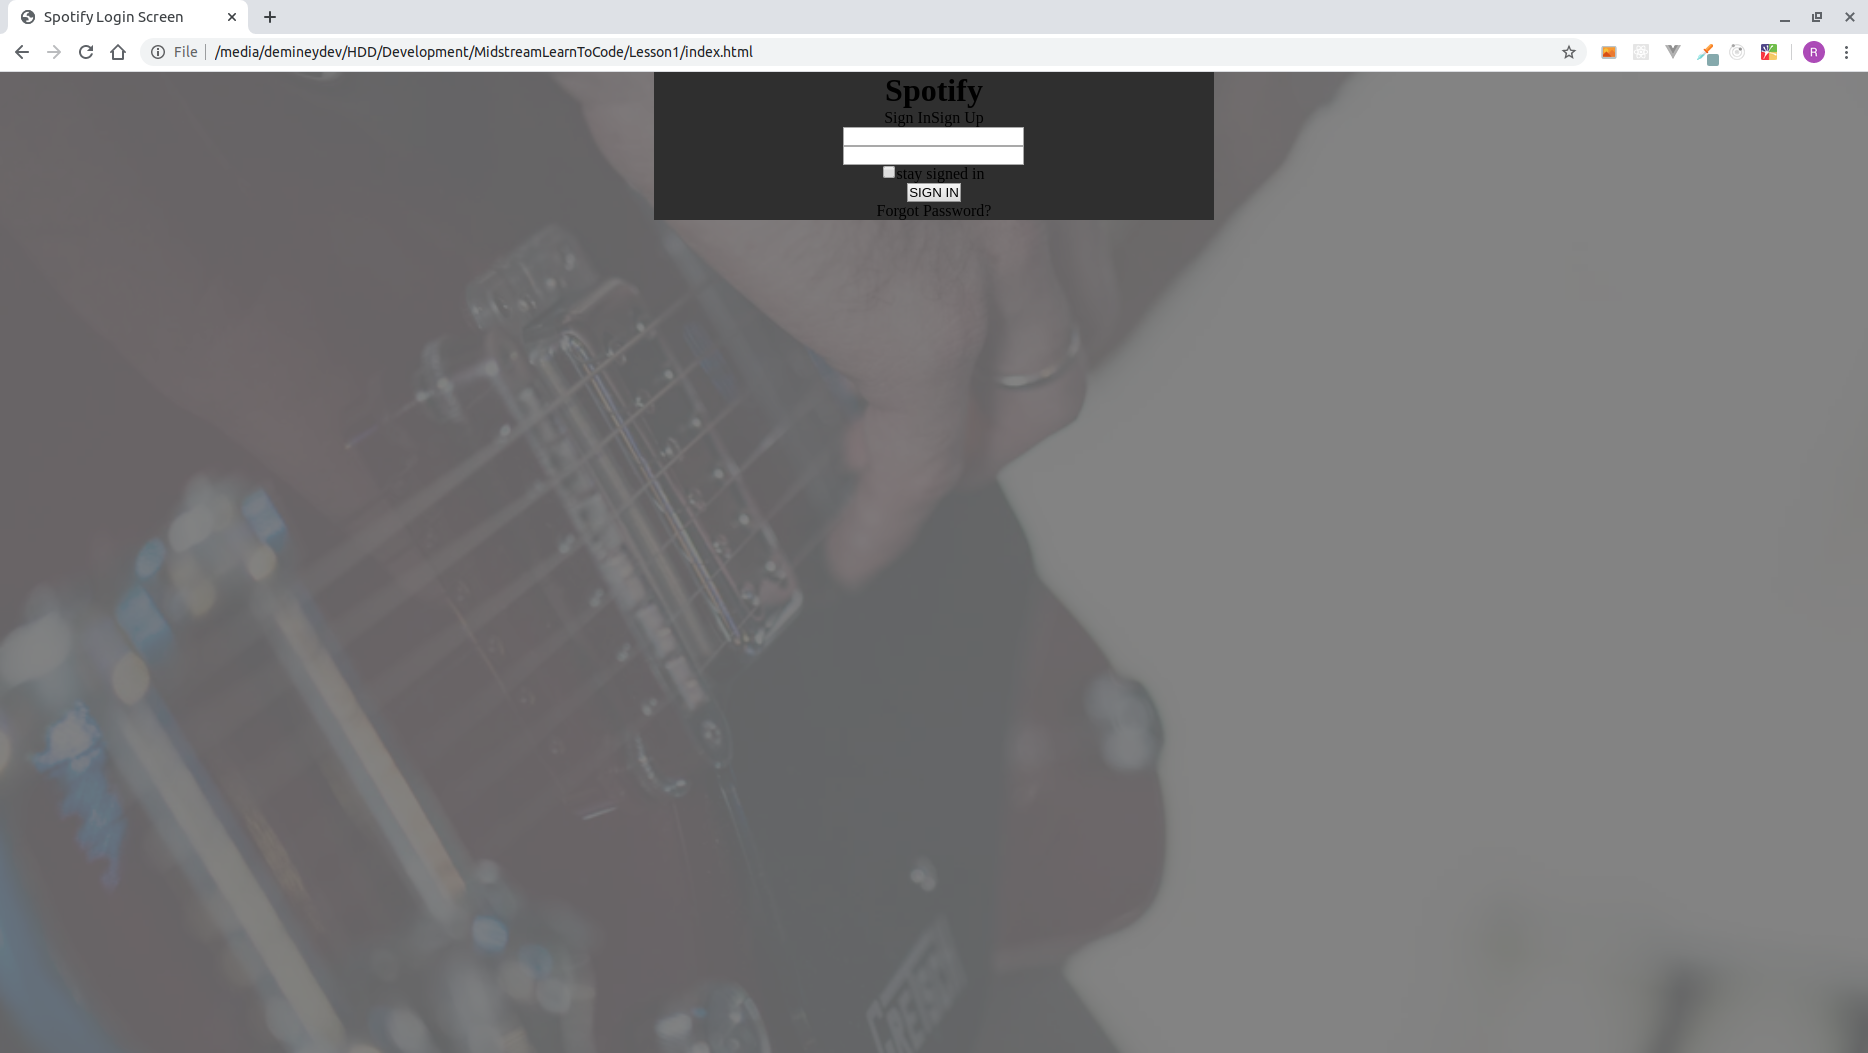 Spotify Login Screen
File /media/demineydev/HDD/Development/MidstreamLearnToCode/Lesson1/index.html
R
Spotify
Sign InSign Up
stay signed in
SIGN IN
Forgot Password?
GRETSCH